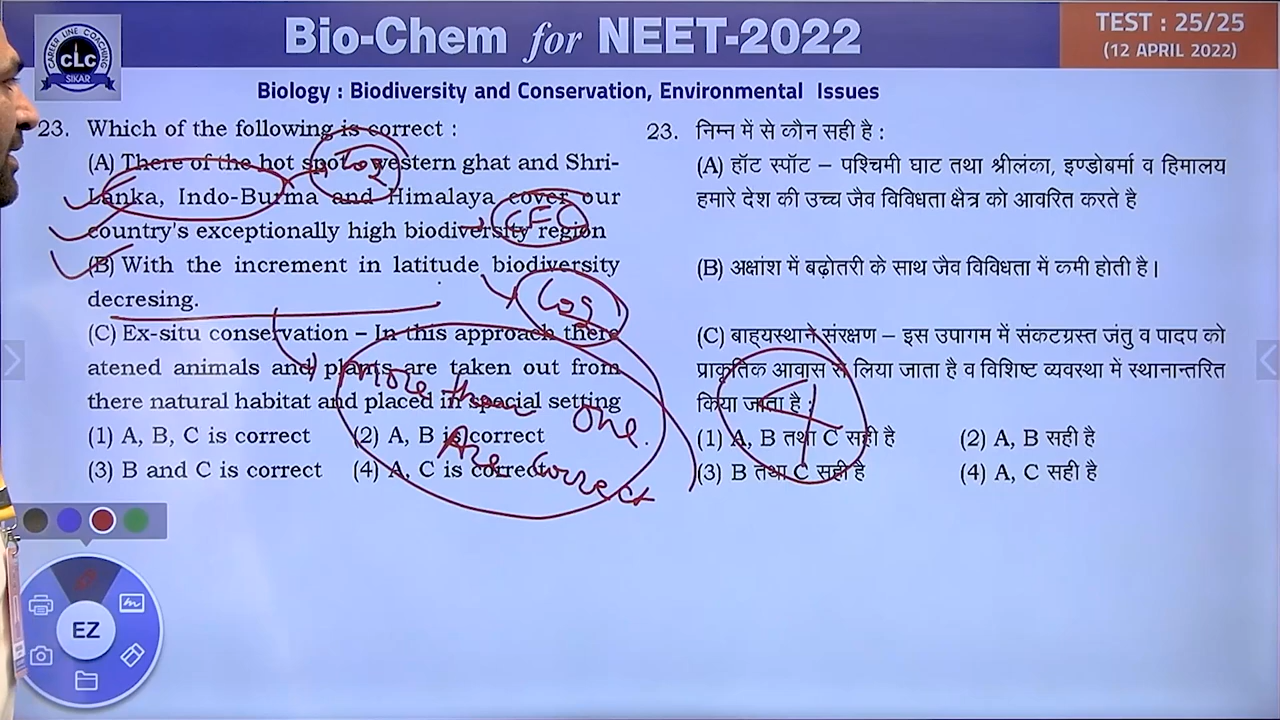 CAREER LINE COACHING
CLC
SIKAR
Bio-Chem for NEET-2022
TEST : 25/25
(12 APRIL 2022)
Biology : Biodiversity and Conservation, Environmental Issues
23. Which of the following is correct :
(A) There of the hot spot – western ghat and Shri-
Lanka, Indo-Burma and Himalaya cover our
country's exceptionally high biodiversity region
(B) With the increment in latitude biodiversity
decresing.
(C) Ex-situ conservation – In this approach there
atened animals and plants are taken out from
there natural habitat and placed in special setting
(1) A, B, C is correct (2) A, B is correct
(3) B and C is correct (4) A, C is correct
more than
one
Are correct
CFC
23. निम्न में से कौन सही है :
(A) हॉट स्पॉट – पश्चिमी घाट तथा श्रीलंका, इण्डोबर्मा व हिमालय
हमारे देश की उच्च जैव विविधता क्षेत्र को आवरित करते है
(B) अक्षांश में बढ़ोतरी के साथ जैव विविधता में कमी होती है।
(C) बाह्यस्थाने संरक्षण – इस उपागम में संकटग्रस्त जंतु व पादप को
प्राकृतिक आवास से लिया जाता है व विशिष्ट व्यवस्था में स्थानान्तरित
किया जाता है :
(1) A, B तथा C सही है (2) A, B सही है
(3) B तथा C सही है (4) A, C सही है
EZ